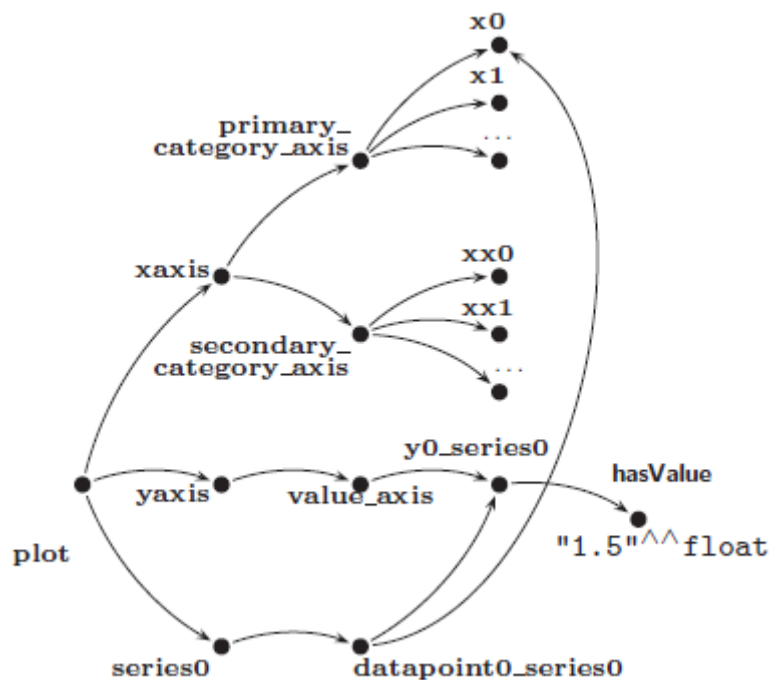 x0
x1
...
primary_
category_axis
xaxis
xx0
xx1
secondary_
category_axis
...
y0_series0
hasValue
yaxis
value_axis
"1.5"^^float
plot
series0
datapoint0_series0